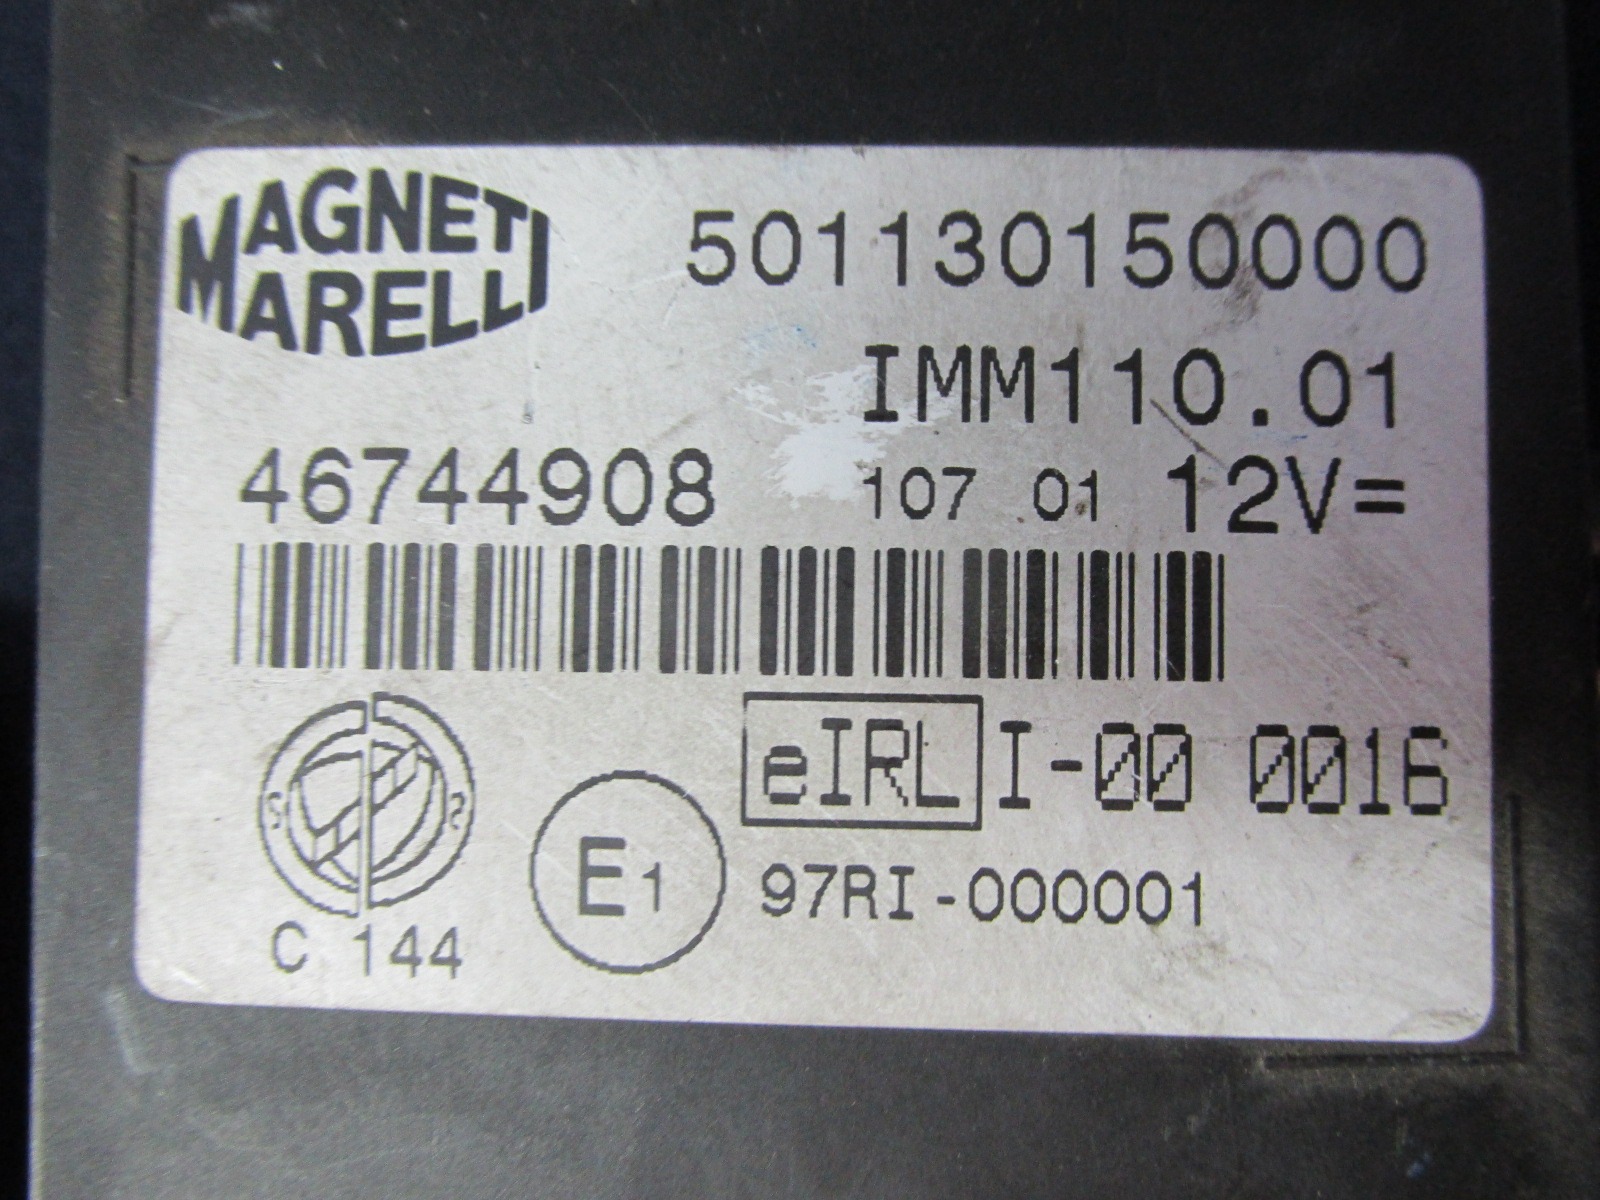 MAGNETI
MARELLI
501130150000
IMM110.01
46744908 107 01 12V=
eIRL I-00 0016
E1 97RI-000001
C 144